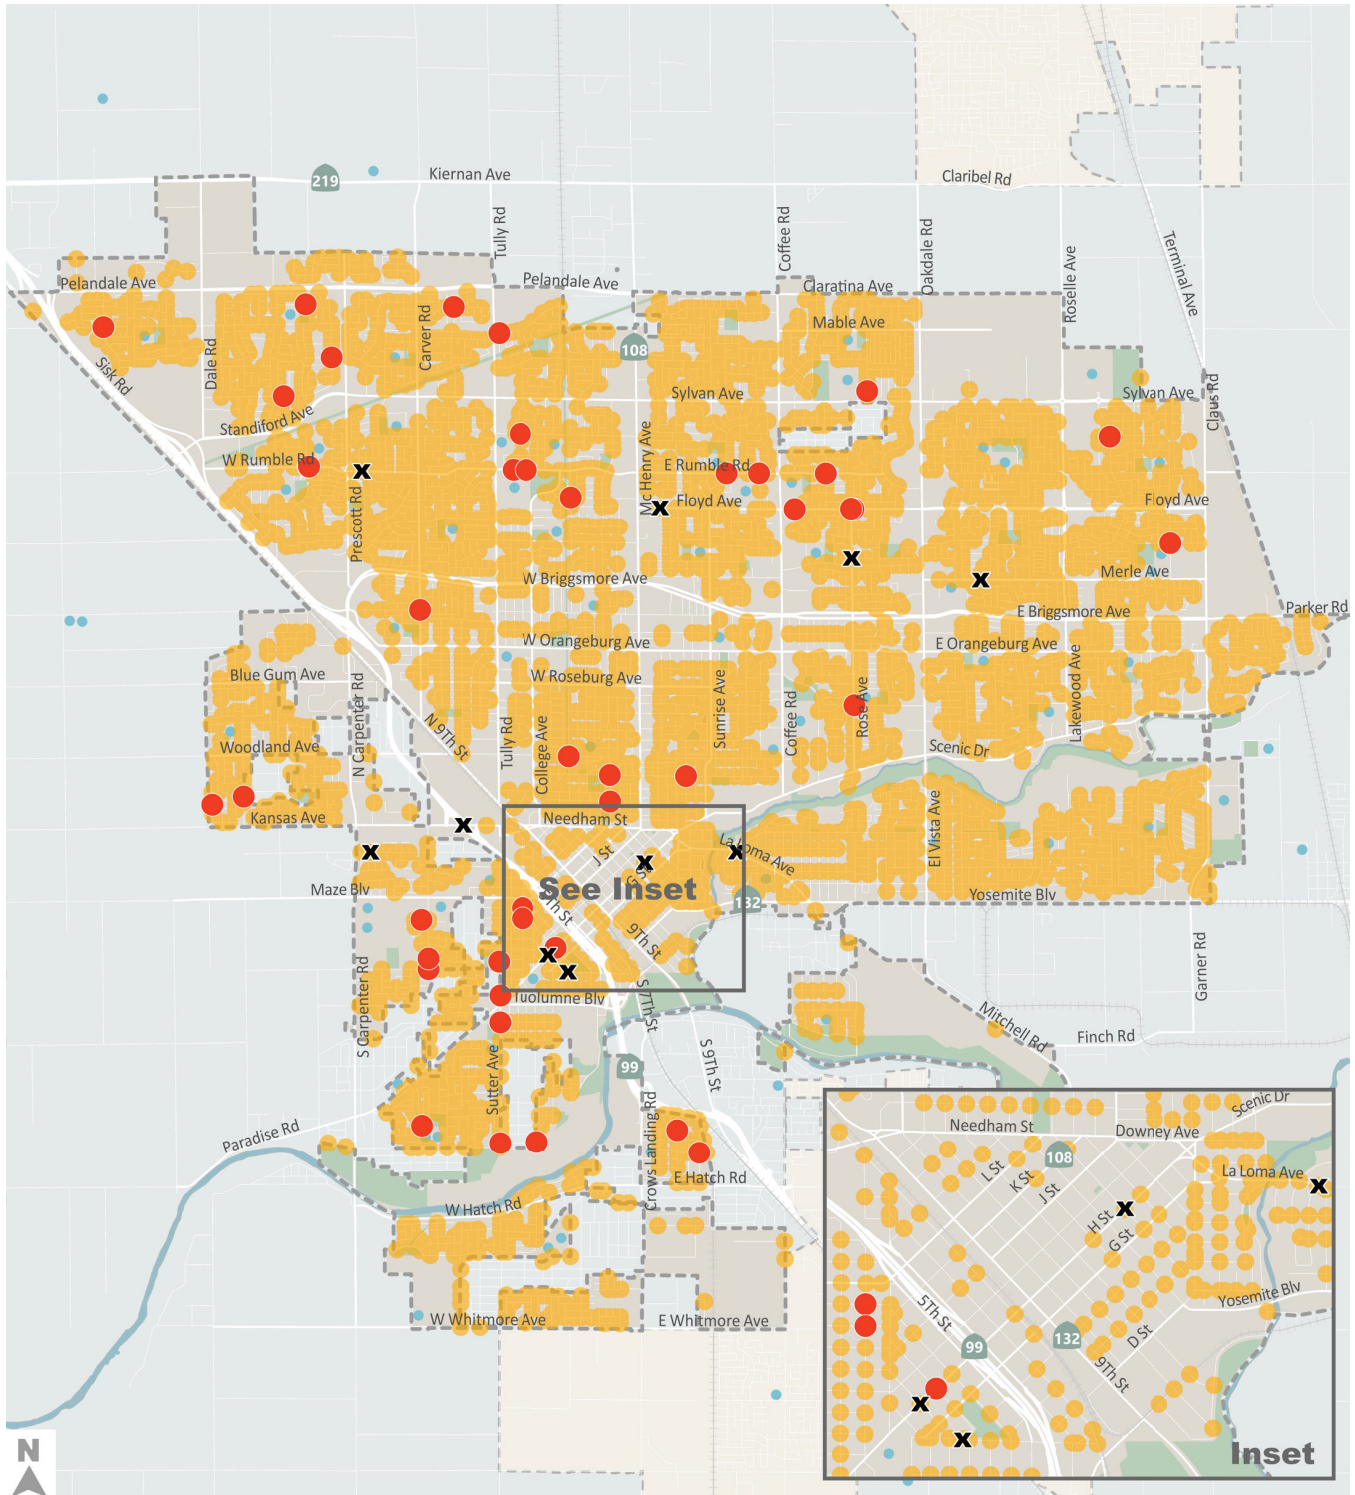 219
Kiernan Ave
Claribel Rd
Tully Rd
Coffee Rd
Oakdale Rd
Roselle Ave
Terminal Ave
Pelandale Ave
Pelandale Ave
Claratina Ave
Mable Ave
Carver Rd
108
Dale Rd
Sisk Rd
Claus Rd
Sylvan Ave
Sylvan Ave
Standiford Ave
W Rumble Rd
E Rumble Rd
Mc Henry Ave
Floyd Ave
Floyd Ave
Prescott Rd
W Briggsmore Ave
Merle Ave
E Briggsmore Ave
Parker Rd
W Orangeburg Ave
E Orangeburg Ave
Blue Gum Ave
W Roseburg Ave
N Carpenter Rd
N 9Th St
Tully Rd
College Ave
Sunrise Ave
Coffee Rd
Rose Ave
Lakewood Ave
Woodland Ave
Scenic Dr
Kansas Ave
Needham St
J St
G St
La Loma Ave
El Vista Ave
Maze Blv
See Inset
132
Yosemite Blv
9Th St
Garner Rd
S Carpenter Rd
Tuolumne Blv
S 7Th St
S 9Th St
Mitchell Rd
Finch Rd
99
Sutter Ave
Crows Landing Rd
Paradise Rd
E Hatch Rd
W Hatch Rd
W Whitmore Ave
E Whitmore Ave
Needham St
Downey Ave
Scenic Dr
108
L St
K St
J St
La Loma Ave
H St
G St
Yosemite Blv
5Th St
99
132
D St
9Th St
Inset
N